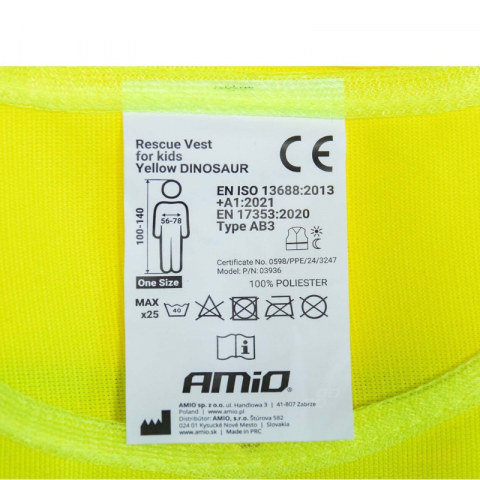 Rescue Vest
for kids
Yellow DINOSAUR
CE
100-140
56-78
One Size
EN ISO 13688:2013
+A1:2021
EN 17353:2020
Type AB3
Certificate No. 0598/PPE/24/3247
Model: P/N: 03936
100% POLIESTER
MAX
x25
40
i
AMiO®
AMiO sp. z o.o. ul. Handlowa 3 | 41-807 Zabrze
Poland | www.amio.pl
Distributor: AMiO, s.r.o. Štúrova 582
024 01 Kysucké Nové Mesto | Slovakia
www.amio.sk | Made in PRC